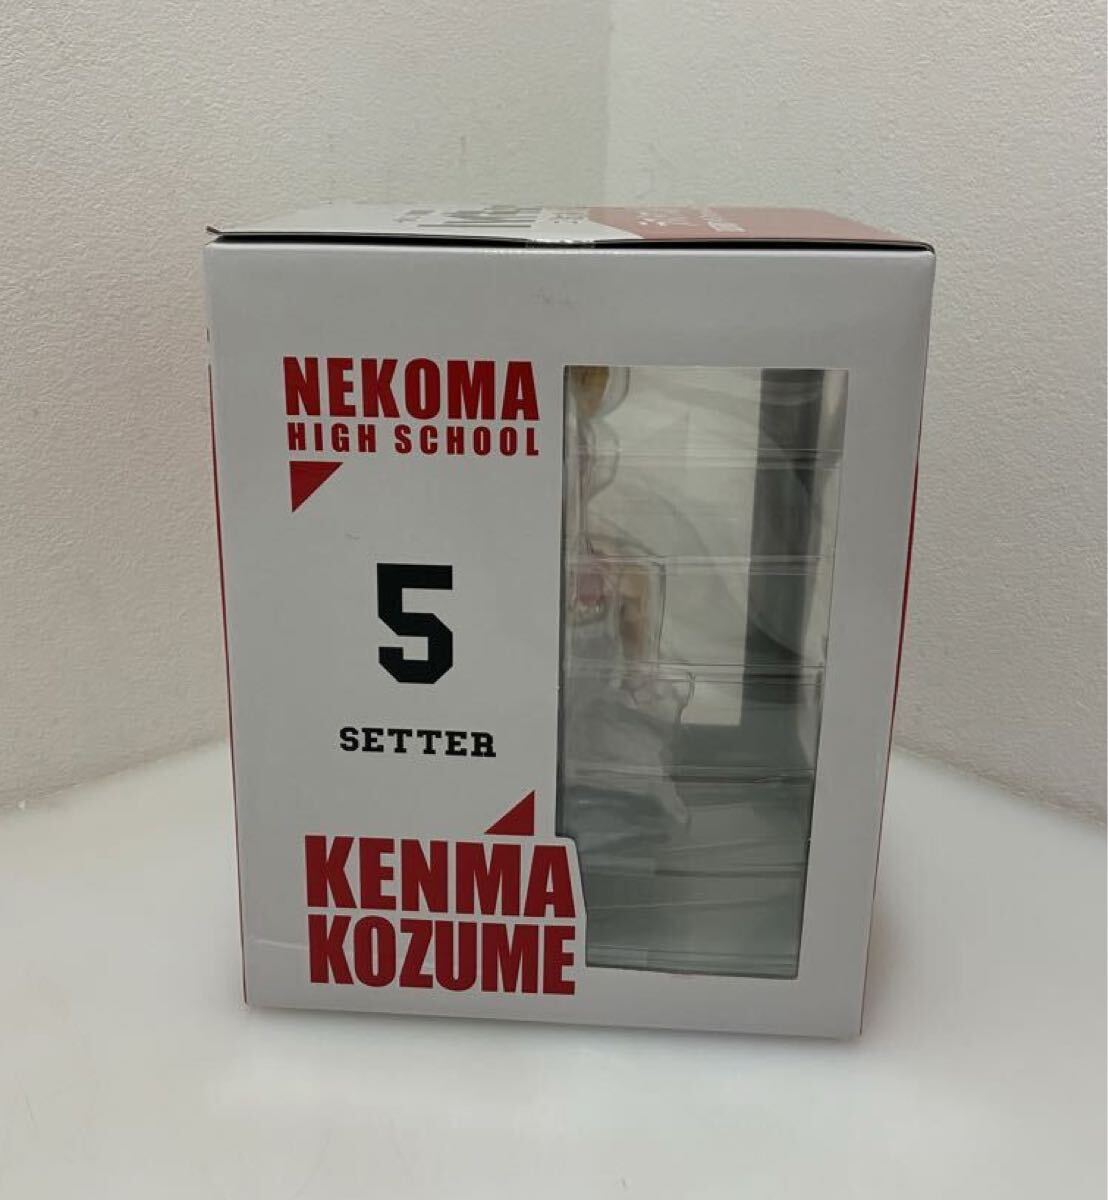 NEKOMA
HIGH SCHOOL
5
SETTER
KENMA
KOZUME